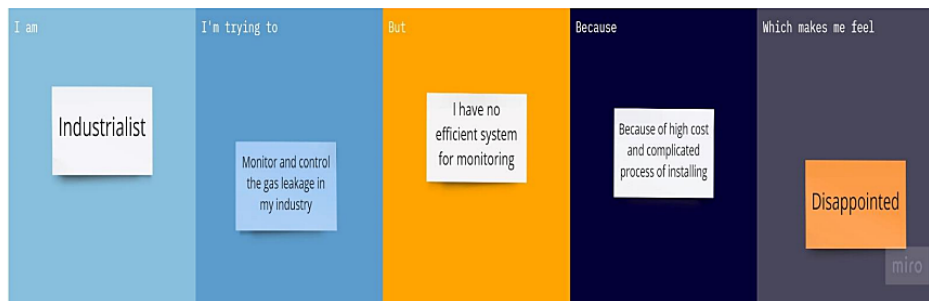 I am
Industrialist
I'm trying to
Monitor and control
the gas leakage in
my industry
But
I have no
efficient system
for monitoring
Because
Because of high cost
and complicated
process of installing
Which makes me feel
Disappointed
miro